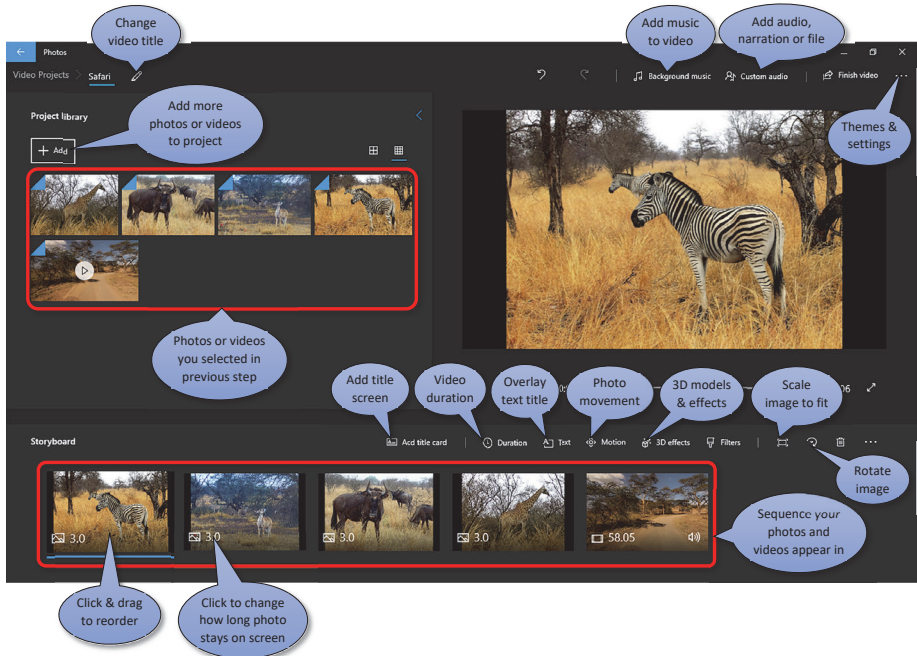 Change
video title
Add music
to video
Add audio,
narration or file
Photos
Video Projects
Safari
Background music
Custom audio
Finish video
Themes &
settings
Project library
Add more
photos or videos
to project
Add
Photos or videos
you selected in
previous step
Add title
screen
Video
duration
Overlay
text title
Photo
movement
3D models
& effects
Scale
image to fit
06
Storyboard
Acd title card
Duration
Text
Motion
3D effects
Filters
Rotate
image
3.0
3.0
3.0
3.0
58.05
Sequence your
photos and
videos appear in
Click & drag
to reorder
Click to change
how long photo
stays on screen